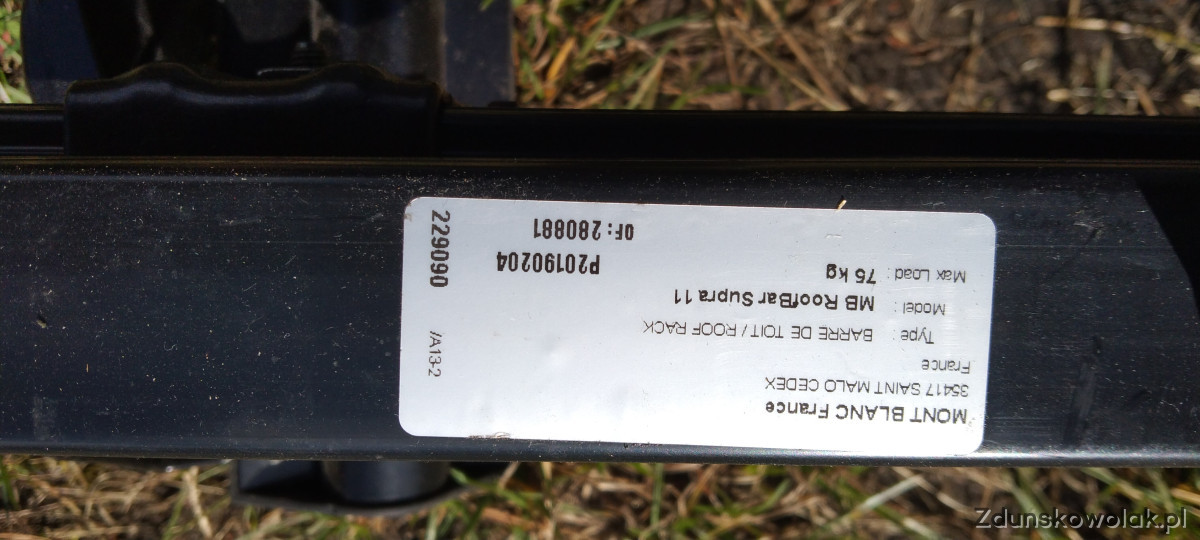 MONT BLANC France
35417 SAINT MALO CEDEX
France
Type : BARRE DE TOIT / ROOF RACK
Model : MB RoofBar Supra 11
Max Load : 75 kg
P20190204
OF: 280881
229090 /A13-2
Zdunskowolak.pl